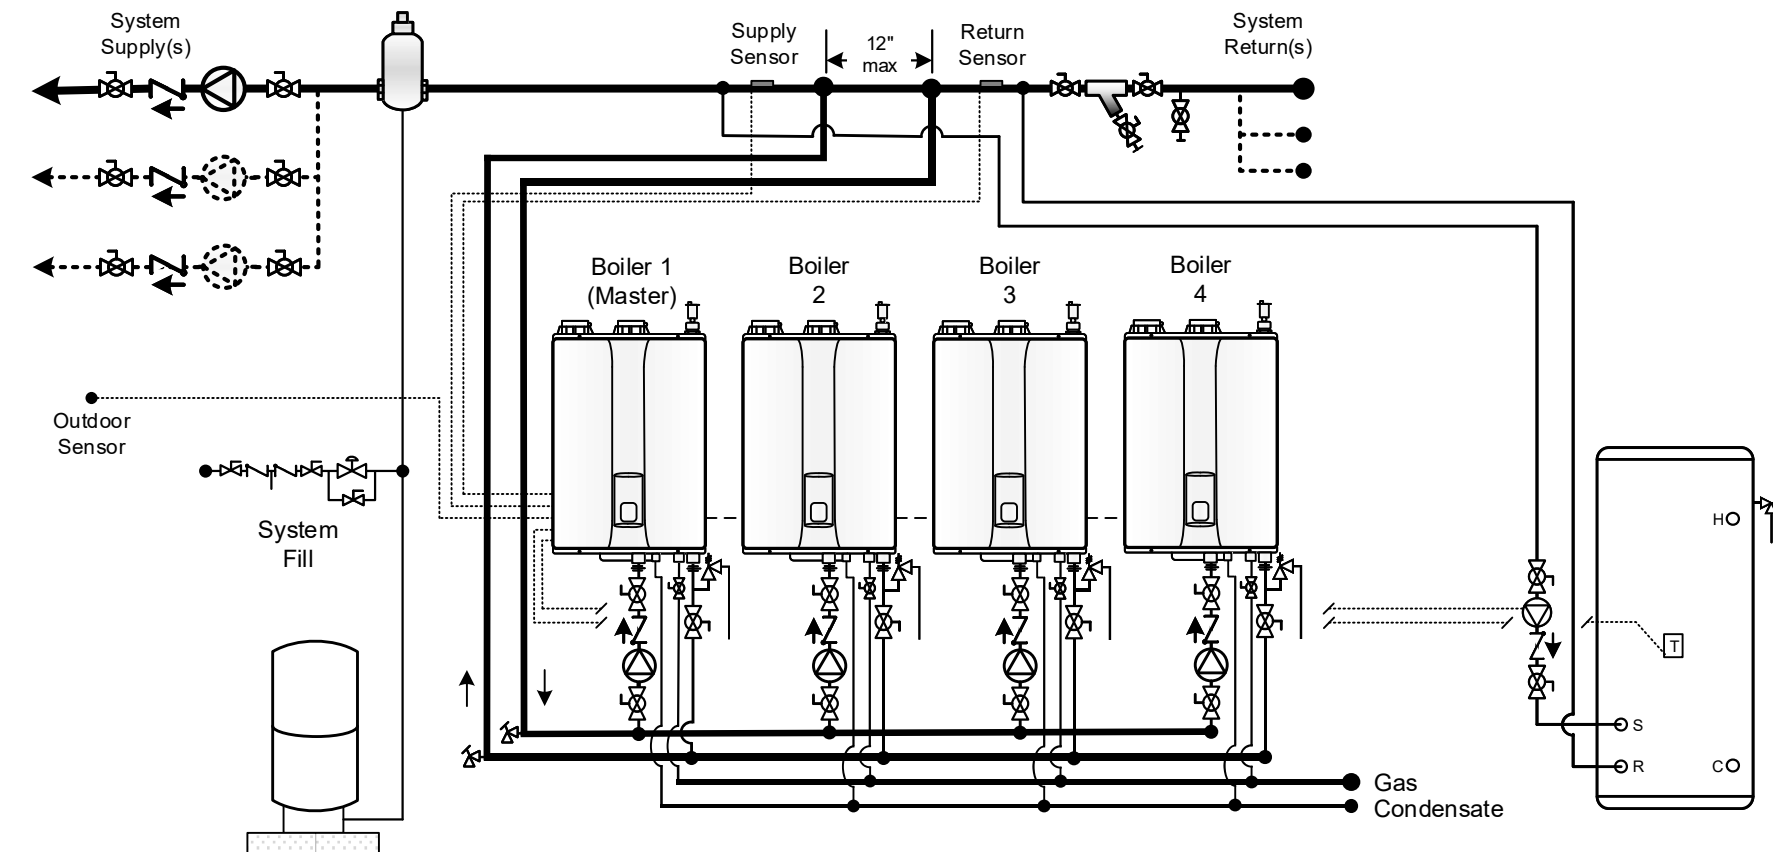 System
Supply(s)
Supply
Sensor
12"
max
Return
Sensor
System
Return(s)
Boiler 1
(Master)
Boiler
2
Boiler
3
Boiler
4
Outdoor
Sensor
System
Fill
H
T
S
R
C
Gas
Condensate